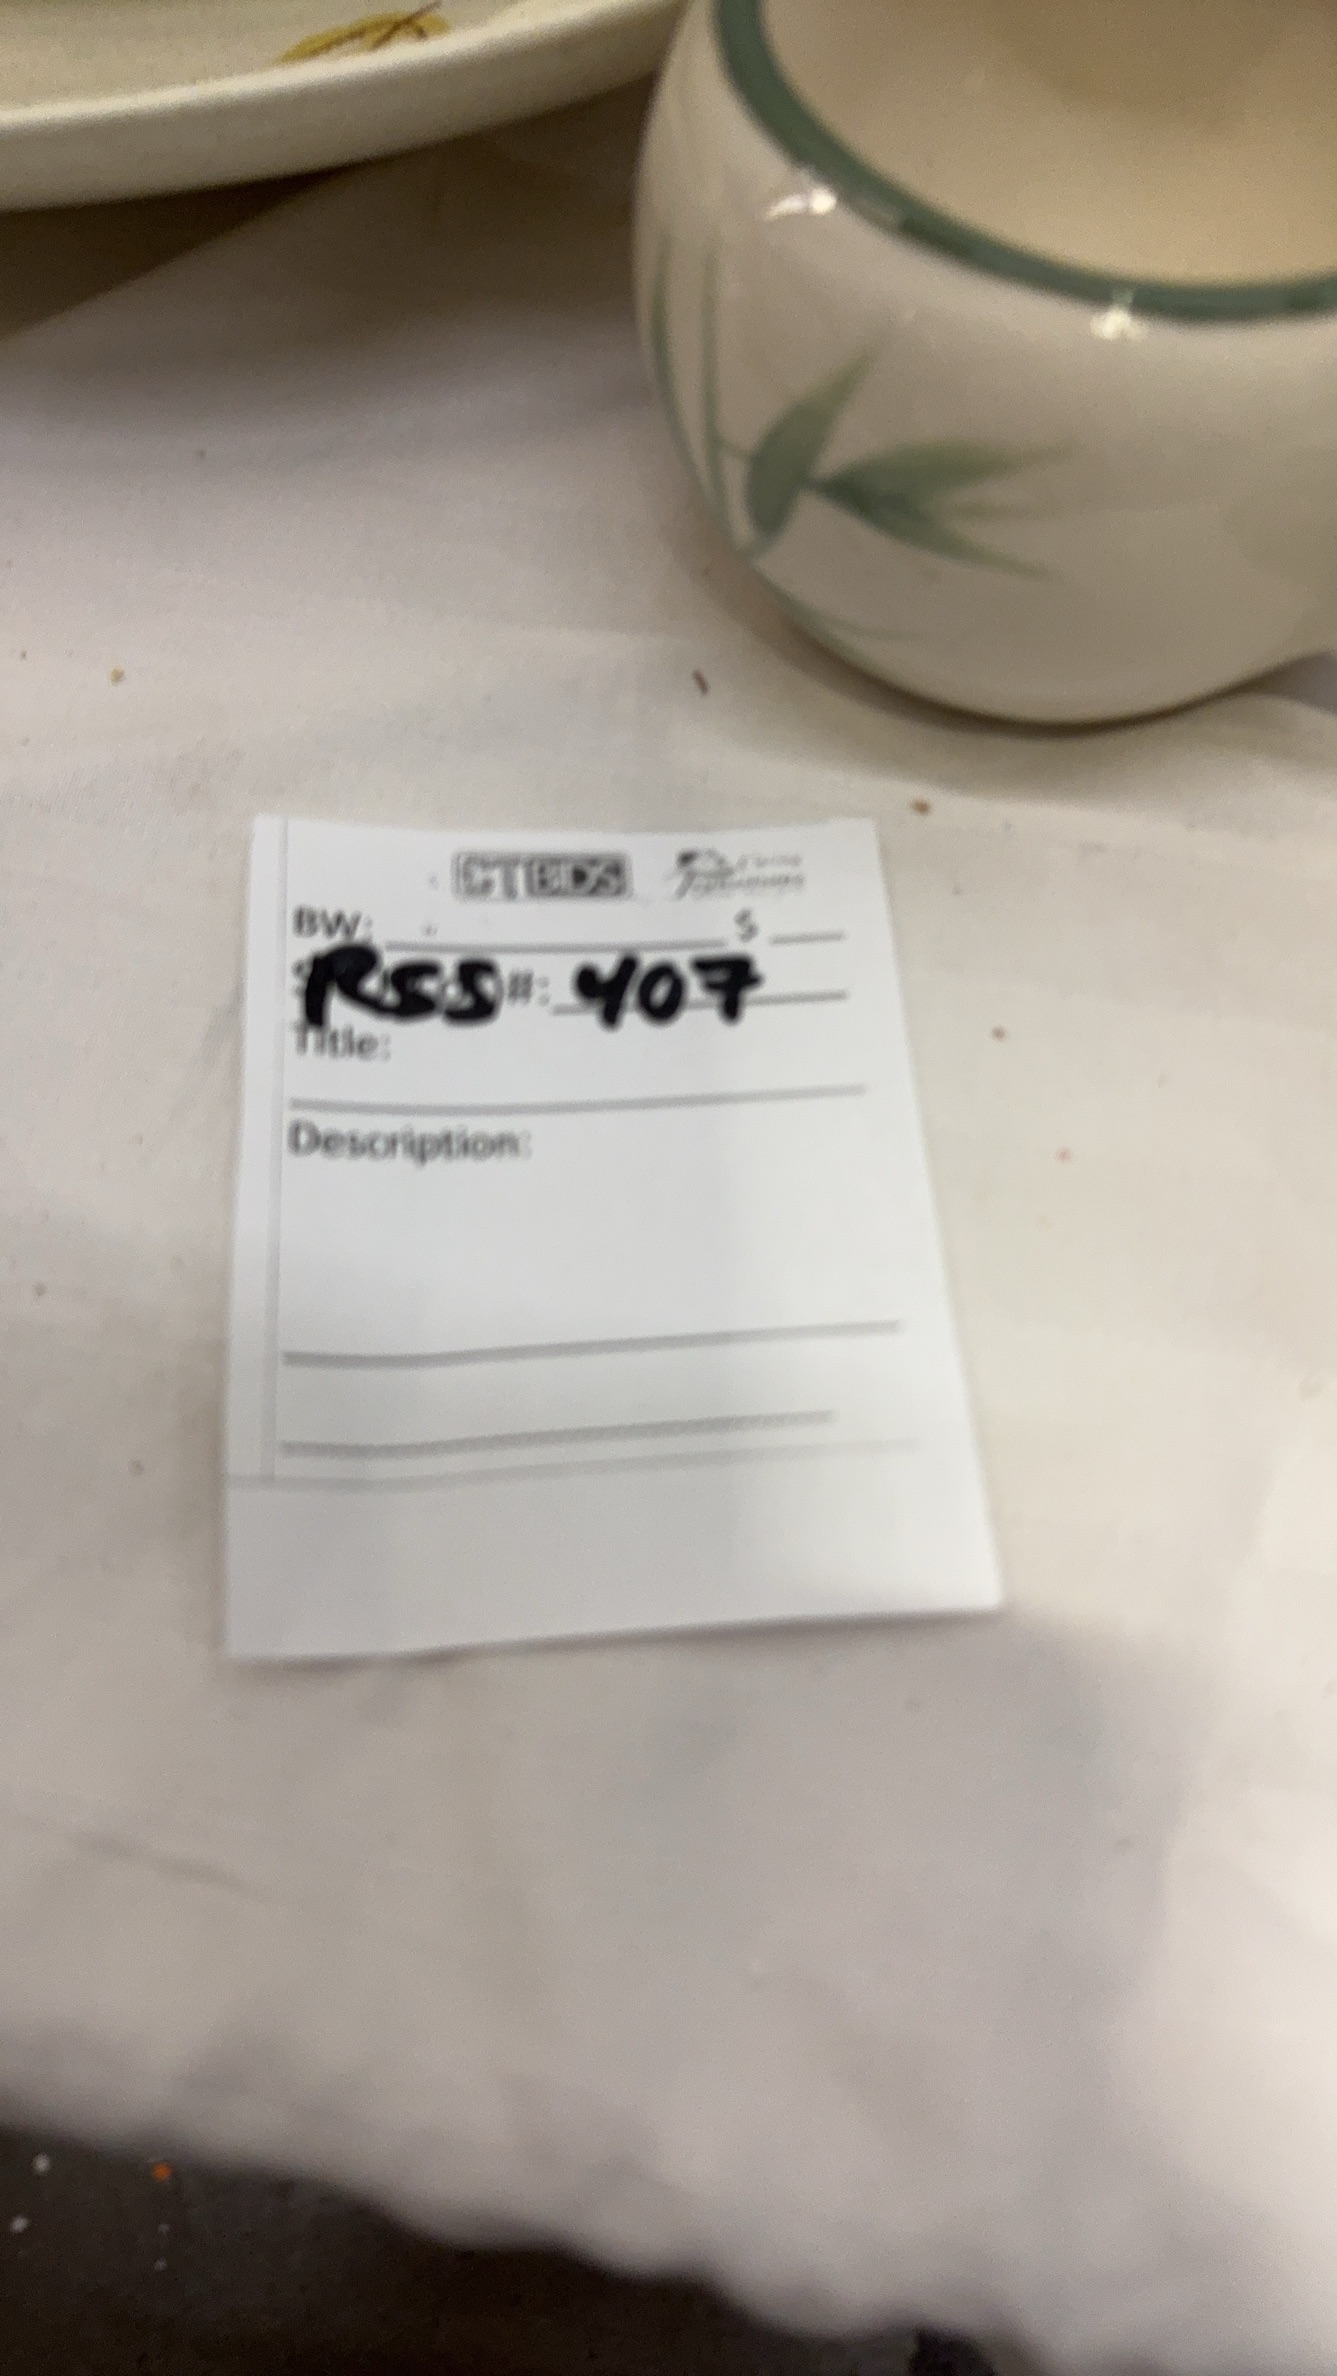 CTBIDS
BW: $
RSS #: 407
Title:
Description: